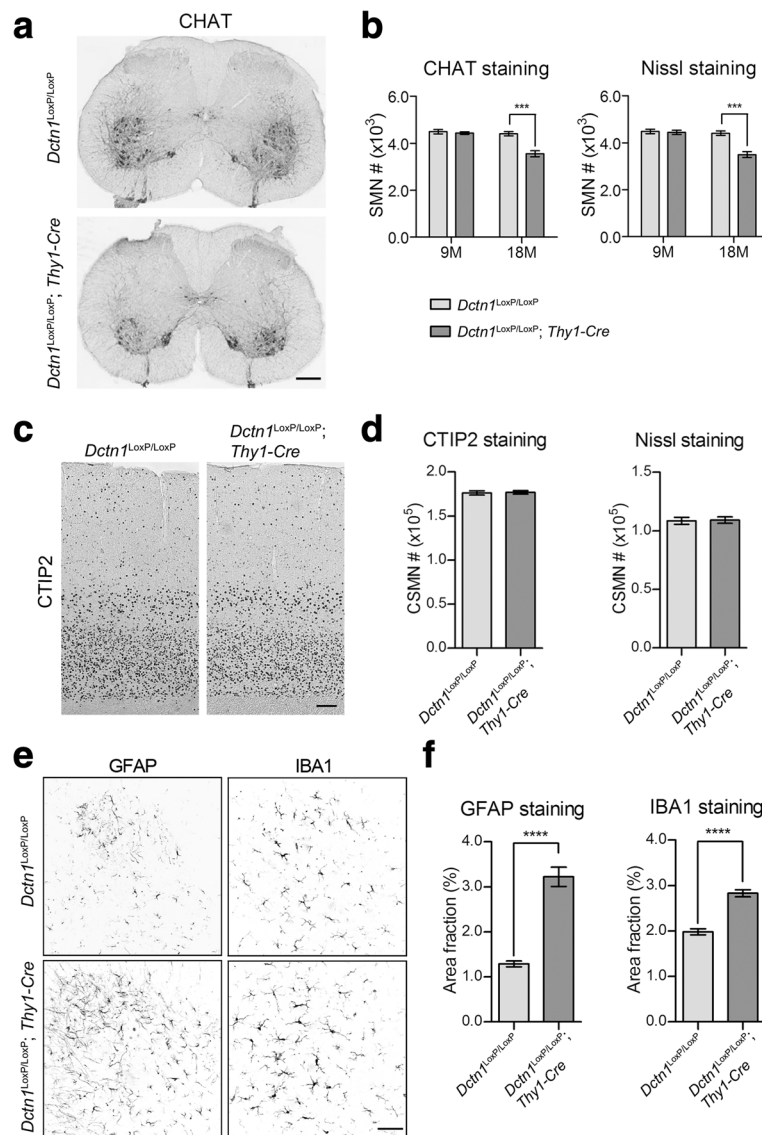 a
CHAT
Dctn1LoxP/LoxP
Dctn1LoxP/LoxP; Thy1-Cre
b
CHAT staining
SMN # (x10³)
6.0
4.0
2.0
0.0
***
9M
18M
Nissl staining
SMN # (x10³)
6.0
4.0
2.0
0.0
***
9M
18M
Dctn1LoxP/LoxP
Dctn1LoxP/LoxP; Thy1-Cre
c
Dctn1LoxP/LoxP
Dctn1LoxP/LoxP;
Thy1-Cre
CTIP2
d
CTIP2 staining
CSMN # (x10⁵)
2.0
1.5
1.0
0.5
0.0
Dctn1LoxP/LoxP
Dctn1LoxP/LoxP;
Thy1-Cre
Nissl staining
CSMN # (x10⁵)
1.5
1.0
0.5
0.0
Dctn1LoxP/LoxP
Dctn1LoxP/LoxP;
Thy1-Cre
e
GFAP
IBA1
Dctn1LoxP/LoxP
Dctn1LoxP/LoxP; Thy1-Cre
f
GFAP staining
Area fraction (%)
4.0
3.0
2.0
1.0
0.0
****
Dctn1LoxP/LoxP
Dctn1LoxP/LoxP;
Thy1-Cre
IBA1 staining
Area fraction (%)
4.0
3.0
2.0
1.0
0.0
****
Dctn1LoxP/LoxP
Dctn1LoxP/LoxP;
Thy1-Cre